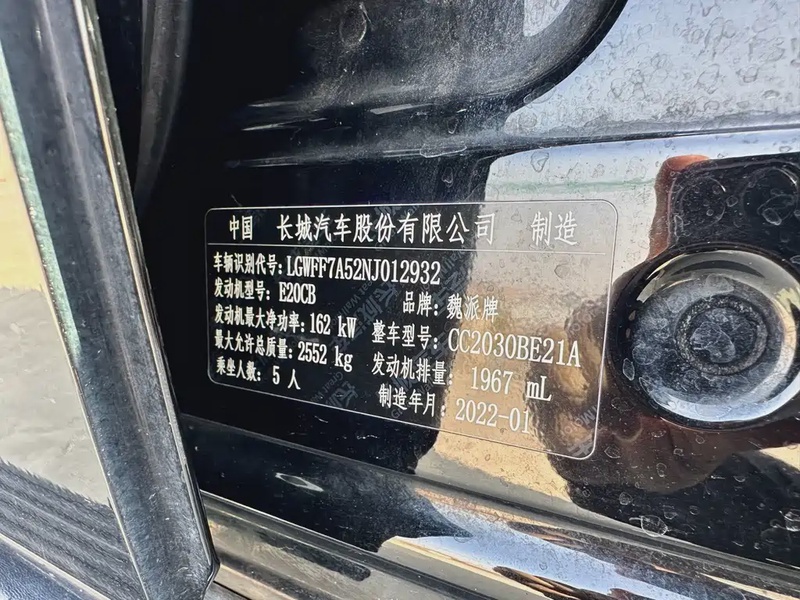 中国 长城汽车股份有限公司 制造
车辆识别代号: LGWFF7A52NJ012932
发动机型号: E20CB 品牌: 魏派牌
发动机最大净功率: 162 kW 整车型号: CC2030BE21A
最大允许总质量: 2552 kg 发动机排量: 1967 mL
乘坐人数: 5 人 制造年月: 2022-01